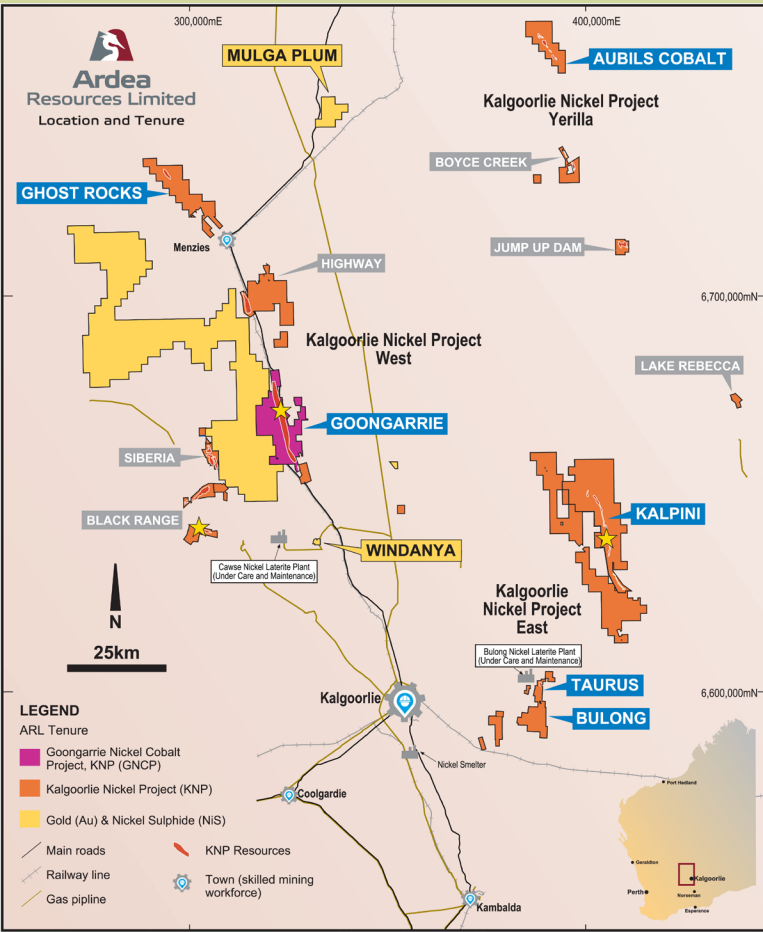 300,000mE
400,000mE
Ardea
Resources Limited
Location and Tenure
MULGA PLUM
AUBILS COBALT
Kalgoorlie Nickel Project
Yerilla
BOYCE CREEK
GHOST ROCKS
Menzies
JUMP UP DAM
HIGHWAY
6,700,000mN
Kalgoorlie Nickel Project
West
LAKE REBECCA
GOONGARRIE
SIBERIA
BLACK RANGE
KALPINI
WINDANYA
Cawse Nickel Laterite Plant
(Under Care and Maintenance)
N
25km
Kalgoorlie
Nickel Project
East
Bulong Nickel Laterite Plant
(Under Care and Maintenance)
TAURUS
6,600,000mN
BULONG
Kalgoorlie
Nickel Smelter
Coolgardie
Kambalda
LEGEND
ARL Tenure
Goongarrie Nickel Cobalt
Project, KNP (GNCP)
Kalgoorlie Nickel Project (KNP)
Gold (Au) & Nickel Sulphide (NiS)
Main roads
KNP Resources
Railway line
Town (skilled mining
workforce)
Gas pipline
Port Hadland
Geraldton
Kalgoorlie
Perth
Norseman
Esperance